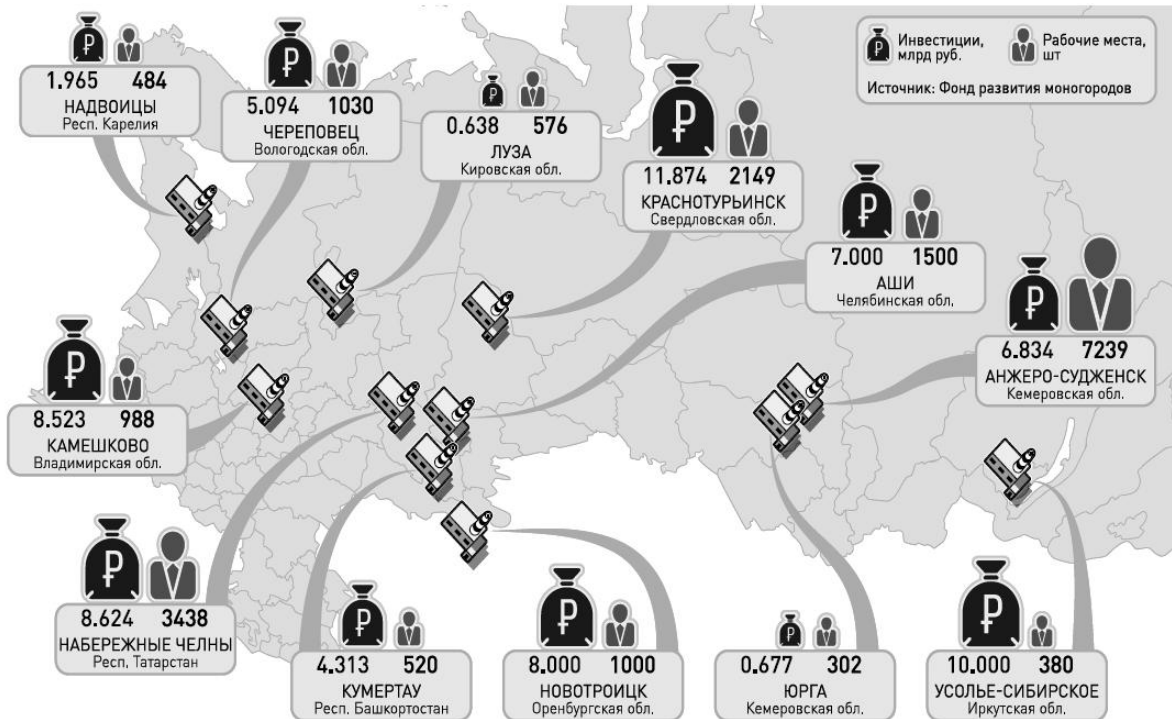 1.965 484
НАДВОИЦЫ
Респ. Карелия
5.094 1030
ЧЕРЕПОВЕЦ
Вологодская обл.
0.638 576
ЛУЗА
Кировская обл.
11.874 2149
КРАСНОТУРЬИНСК
Свердловская обл.
Инвестиции,
млрд руб.
Рабочие места,
шт
Источник: Фонд развития моногородов
7.000 1500
АШИ
Челябинская обл,
6.834 7239
АНЖЕРО-СУДЖЕНСК
Кемеровская обл.
8.523 988
КАМЕШКОВО
Владимирская обл.
8.624 3438
НАБЕРЕЖНЫЕ ЧЕЛНЫ
Респ, Татарстан
4.313 520
КУМЕРТАУ
Респ. Башкортостан
8.000 1000
НОВОТРОИЦК
Оренбургская обл.
0.677 302
ЮРГА
Кемеровская обл.
10.000 380
УСОЛЬЕ-СИБИРСКОЕ
Иркутская обл.